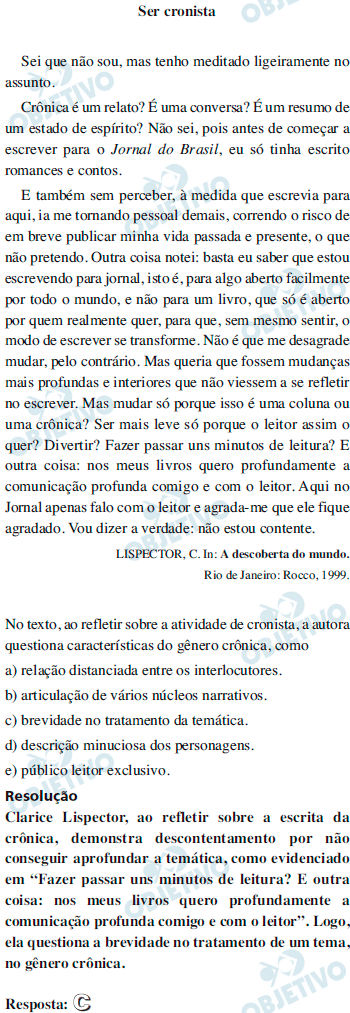 Ser cronista
Sei que não sou, mas tenho meditado ligeiramente no
assunto.
Crônica é um relato? É uma conversa? É um resumo de
um estado de espírito? Não sei, pois antes de começar a
escrever para o Jornal do Brasil, eu só tinha escrito
romances e contos.
E também sem perceber, à medida que escrevia para
aqui, ia me tornando pessoal demais, correndo o risco de
em breve publicar minha vida passada e presente, o que
não pretendo. Outra coisa notei: basta eu saber que estou
escrevendo para jornal, isto é, para algo aberto facilmente
por todo o mundo, e não para um livro, que só é aberto
por quem realmente quer, para que, sem mesmo sentir, o
modo de escrever se transforme. Não é que me desagrade
mudar, pelo contrário. Mas queria que fossem mudanças
mais profundas e interiores que não viessem a se refletir
no escrever. Mas mudar só porque isso é uma coluna ou
uma crônica? Ser mais leve só porque o leitor assim o
quer? Divertir? Fazer passar uns minutos de leitura? E
outra coisa: nos meus livros quero profundamente a
comunicação profunda comigo e com o leitor. Aqui no
Jornal apenas falo com o leitor e agrada-me que ele fique
agradado. Vou dizer a verdade: não estou contente.
LISPECTOR, C. In: A descoberta do mundo.
Rio de Janeiro: Rocco, 1999.
No texto, ao refletir sobre a atividade de cronista, a autora
questiona características do gênero crônica, como
a) relação distanciada entre os interlocutores.
b) articulação de vários núcleos narrativos.
c) brevidade no tratamento da temática.
d) descrição minuciosa dos personagens.
e) público leitor exclusivo.
Resolução
Clarice Lispector, ao refletir sobre a escrita da
crônica, demonstra descontentamento por não
conseguir aprofundar a temática, como evidenciado
em “Fazer passar uns minutos de leitura? E outra
coisa: nos meus livros quero profundamente a
comunicação profunda comigo e com o leitor”. Logo,
ela questiona a brevidade no tratamento de um tema,
no gênero crônica.
Resposta: C
OBJETIVO
OBJETIVO
OBJETIVO
OBJETIVO
OBJETIVO
OBJETIVO
OBJETIVO
OBJETIVO
OBJETIVO
OBJETIVO